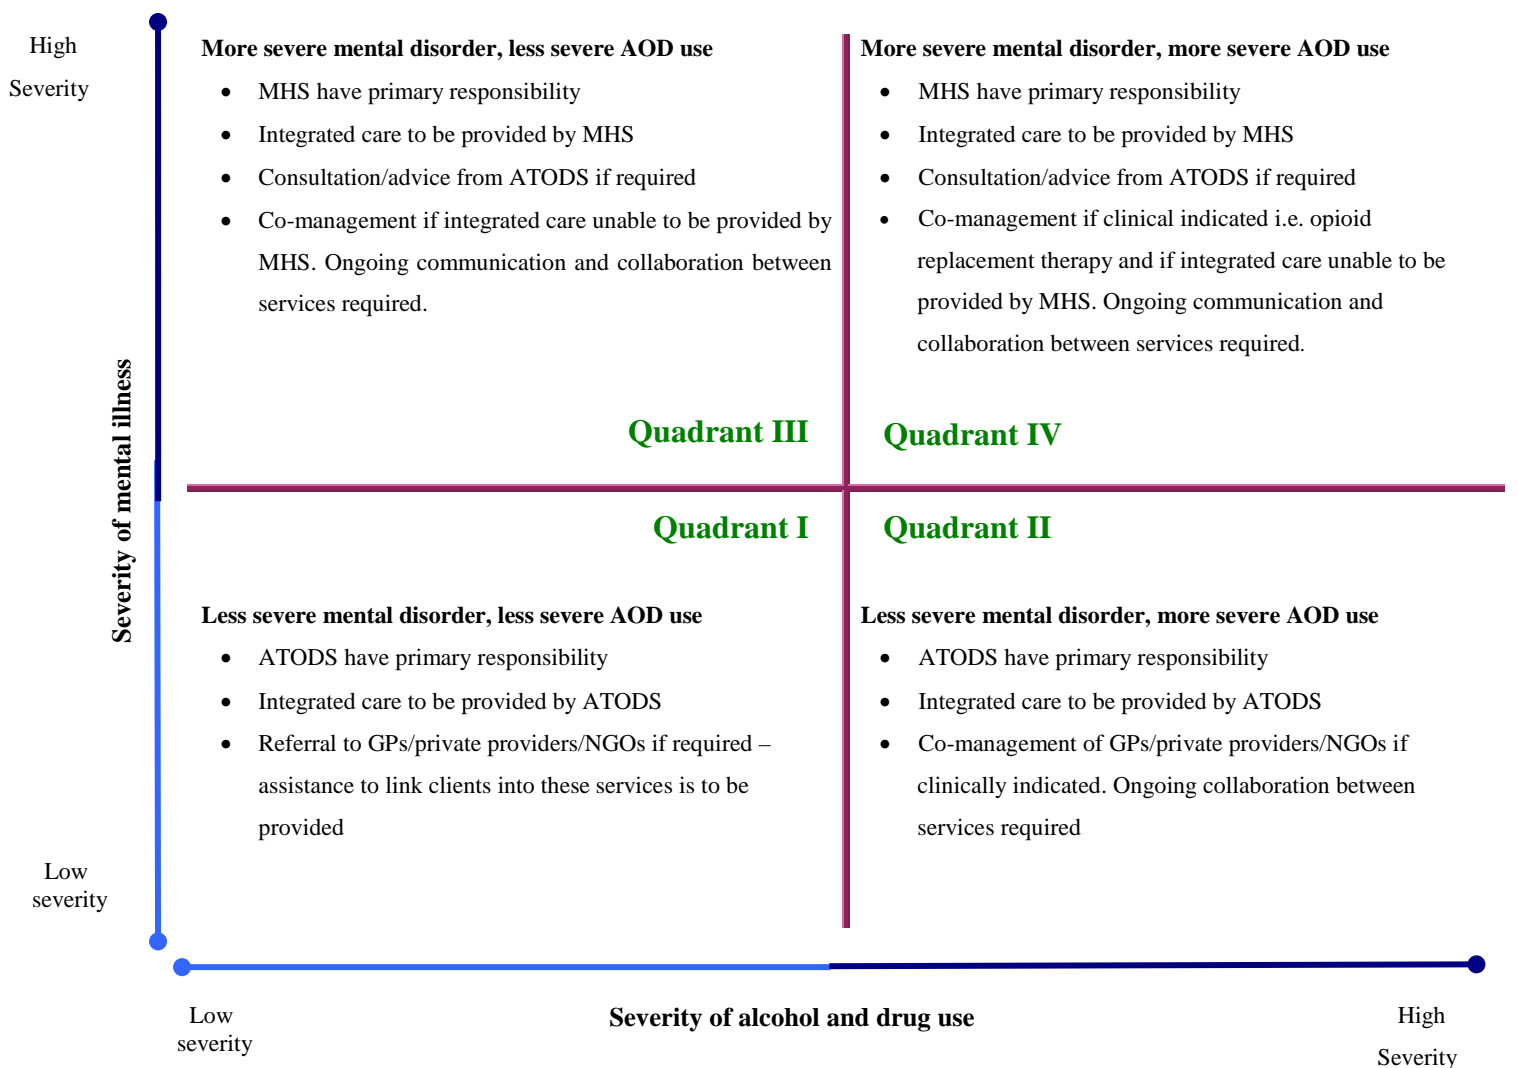 High
Severity
More severe mental disorder, less severe AOD use
• MHS have primary responsibility
• Integrated care to be provided by MHS
• Consultation/advice from ATODS if required
• Co-management if integrated care unable to be provided by
MHS. Ongoing communication and collaboration between
services required.
Quadrant III
More severe mental disorder, more severe AOD use
• MHS have primary responsibility
• Integrated care to be provided by MHS
• Consultation/advice from ATODS if required
• Co-management if clinical indicated i.e. opioid
replacement therapy and if integrated care unable to be
provided by MHS. Ongoing communication and
collaboration between services required.
Quadrant IV
Severity of mental illness
Quadrant I
Less severe mental disorder, less severe AOD use
• ATODS have primary responsibility
• Integrated care to be provided by ATODS
• Referral to GPs/private providers/NGOs if required –
assistance to link clients into these services is to be
provided
Quadrant II
Less severe mental disorder, more severe AOD use
• ATODS have primary responsibility
• Integrated care to be provided by ATODS
• Co-management of GPs/private providers/NGOs if
clinically indicated. Ongoing collaboration between
services required
Low
severity
Low
severity
Severity of alcohol and drug use
High
Severity